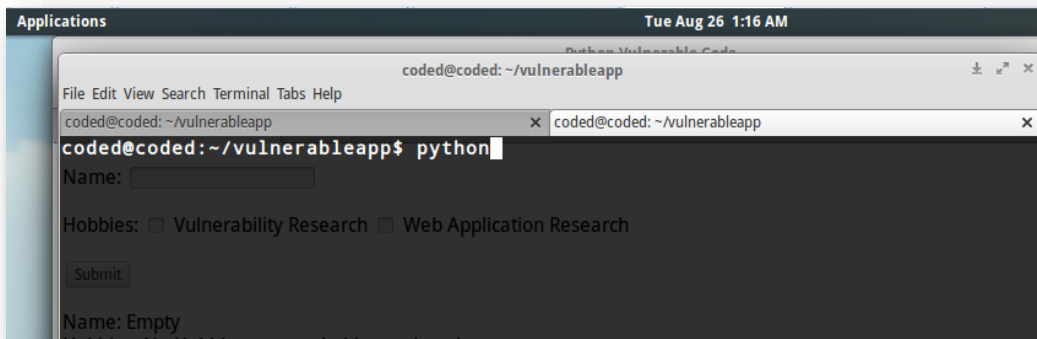 Applications Tue Aug 26 1:16 AM
Python Vulnerable Code
coded@coded: ~/vulnerableapp
File Edit View Search Terminal Tabs Help
coded@coded: ~/vulnerableapp coded@coded: ~/vulnerableapp
coded@coded:~/vulnerableapp$ python
Name:
Hobbies: Vulnerability Research Web Application Research
Submit
Name: Empty